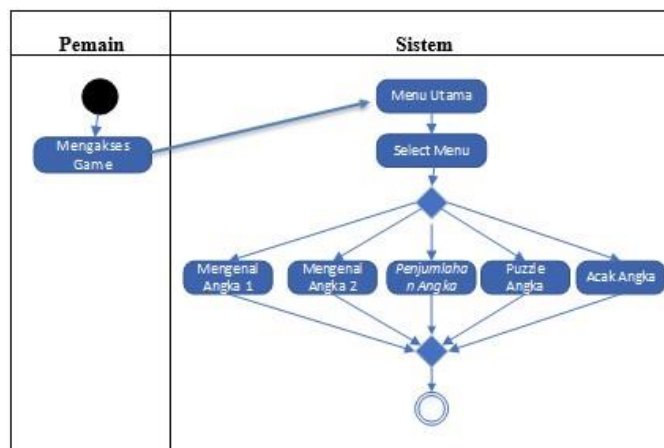 Pemain
Sistem
Menu Utama
Mengakses
Game
Select Menu
Mengenal
Angka 1
Mengenal
Angka 2
Penjumlaha
n Angka
Puzzle
Angka
Acak Angka